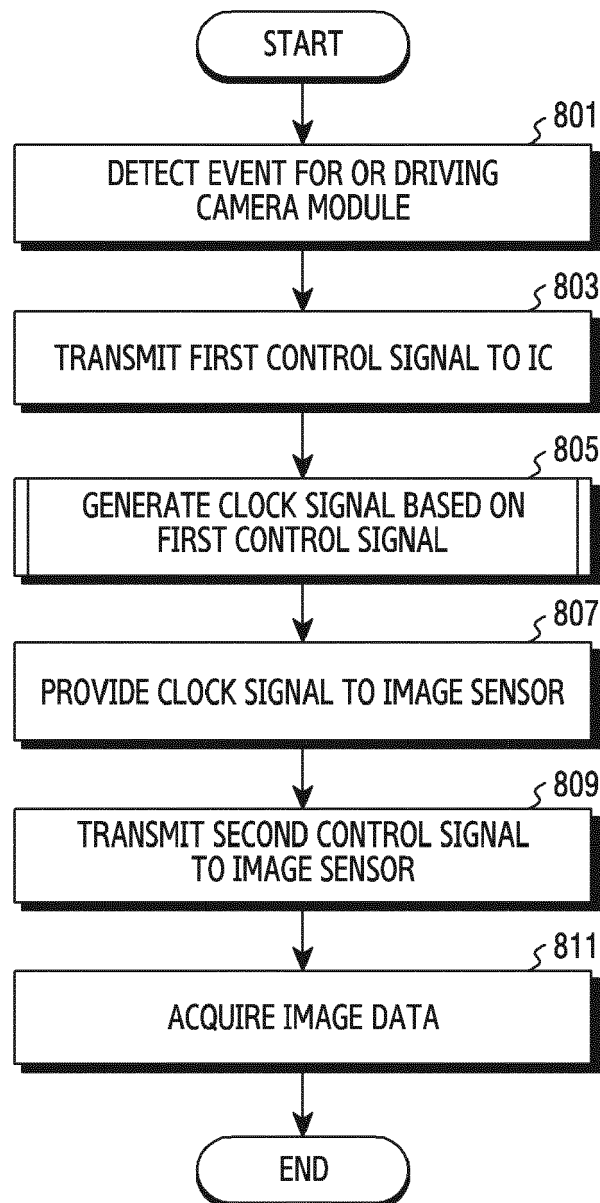 START
801
DETECT EVENT FOR OR DRIVING
CAMERA MODULE
803
TRANSMIT FIRST CONTROL SIGNAL TO IC
805
GENERATE CLOCK SIGNAL BASED ON
FIRST CONTROL SIGNAL
807
PROVIDE CLOCK SIGNAL TO IMAGE SENSOR
809
TRANSMIT SECOND CONTROL SIGNAL
TO IMAGE SENSOR
811
ACQUIRE IMAGE DATA
END